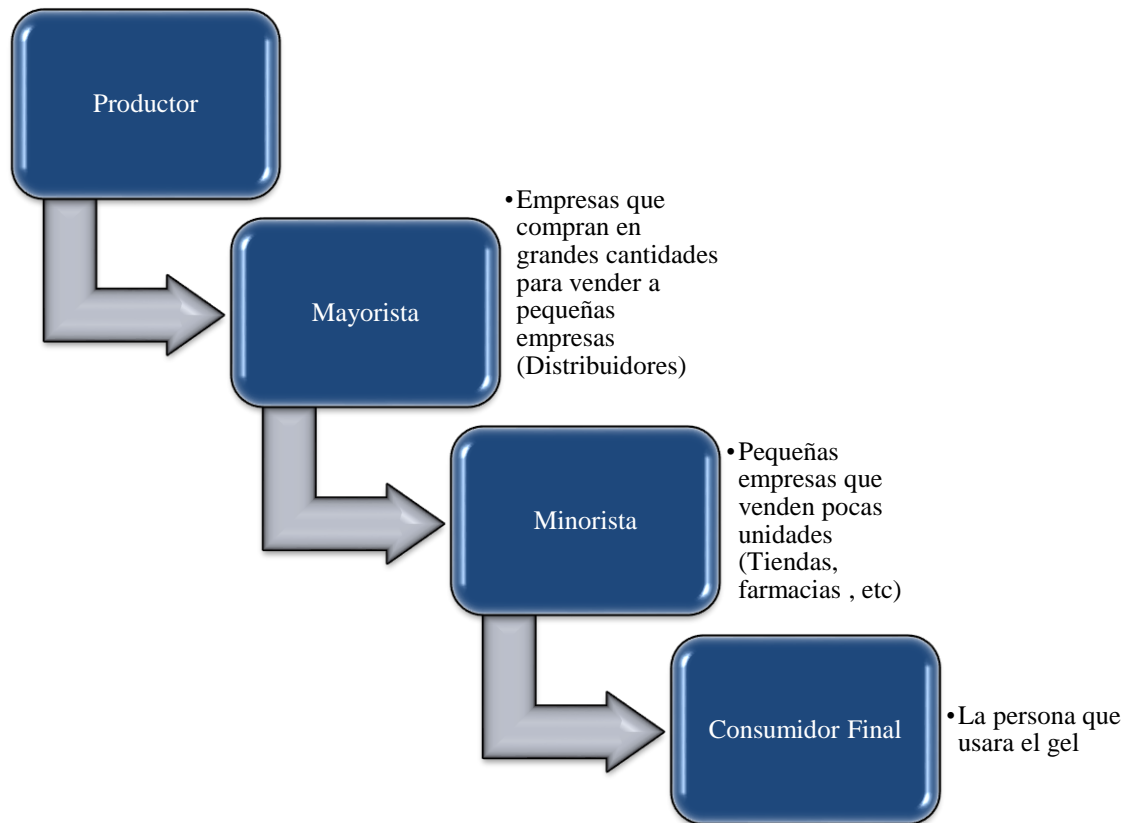 Productor
•Empresas que
compran en
grandes cantidades
para vender a
pequeñas
empresas
(Distribuidores)
Mayorista
•Pequeñas
empresas que
venden pocas
unidades
(Tiendas,
farmacias , etc)
Minorista
Consumidor Final
•La persona que
usara el gel